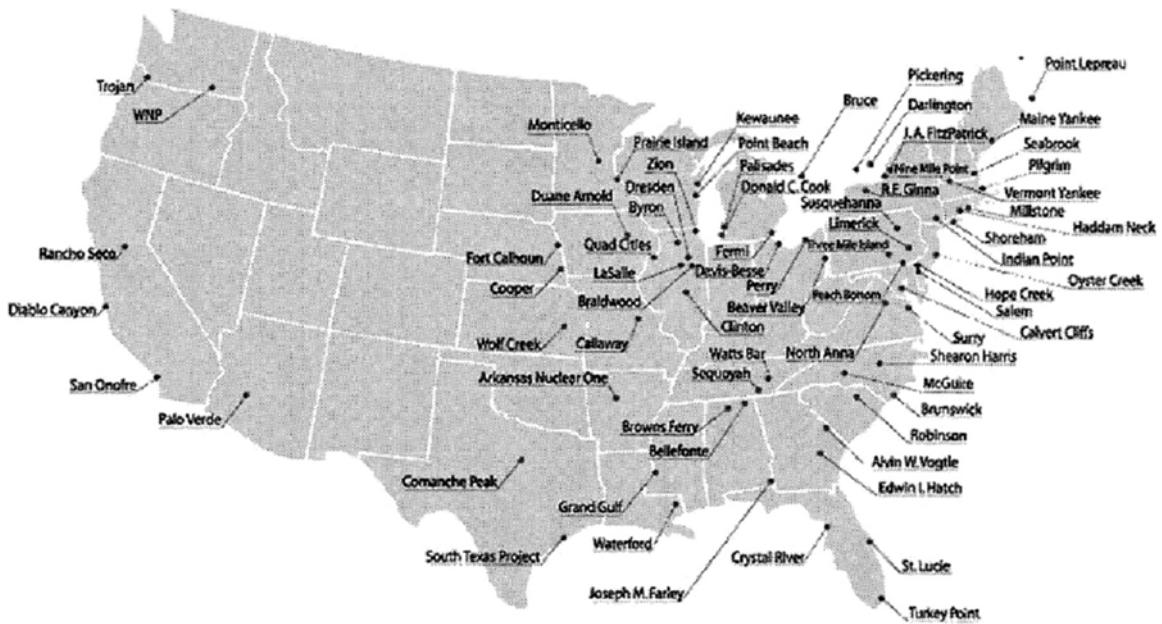 Point Lepreau
Pickering
Trojan
Bruce
Darlington
WNP
Kewaunee
Maine Yankee
Monticello
J.A. FitzPatrick
Prairie Island
Point Beach
Seabrook
Zion
Palisades
Nine Mile Point
Pilgrim
Dresden
Donald C. Cook
R.E. Ginna
Vermont Yankee
Duane Arnold
Byron
Susquehanna
Millstone
Limerick
Haddam Neck
Shoreham
Quad Cities
Three Mile Island
Rancho Seco
Fermi
Fort Calhoun
Indian Point
LaSalle
Davis-Besse
Oyster Creek
Perry
Cooper
Hope Creek
Peach Bottom
Braidwood
Beaver Valley
Salem
Diablo Canyon
Clinton
Calvert Cliffs
Surry
Wolf Creek
Callaway
Watts Bar
North Anna
Shearon Harris
Sequoyah
Arkansas Nuclear One
San Onofre
McGuire
Brunswick
Palo Verde
Browns Ferry
Robinson
Bellefonte
Alvin W. Vogtle
Comanche Peak
Edwin I. Hatch
Grand Gulf
Waterford
South Texas Project
Crystal River
St. Lucie
Joseph M. Farley
Turkey Point